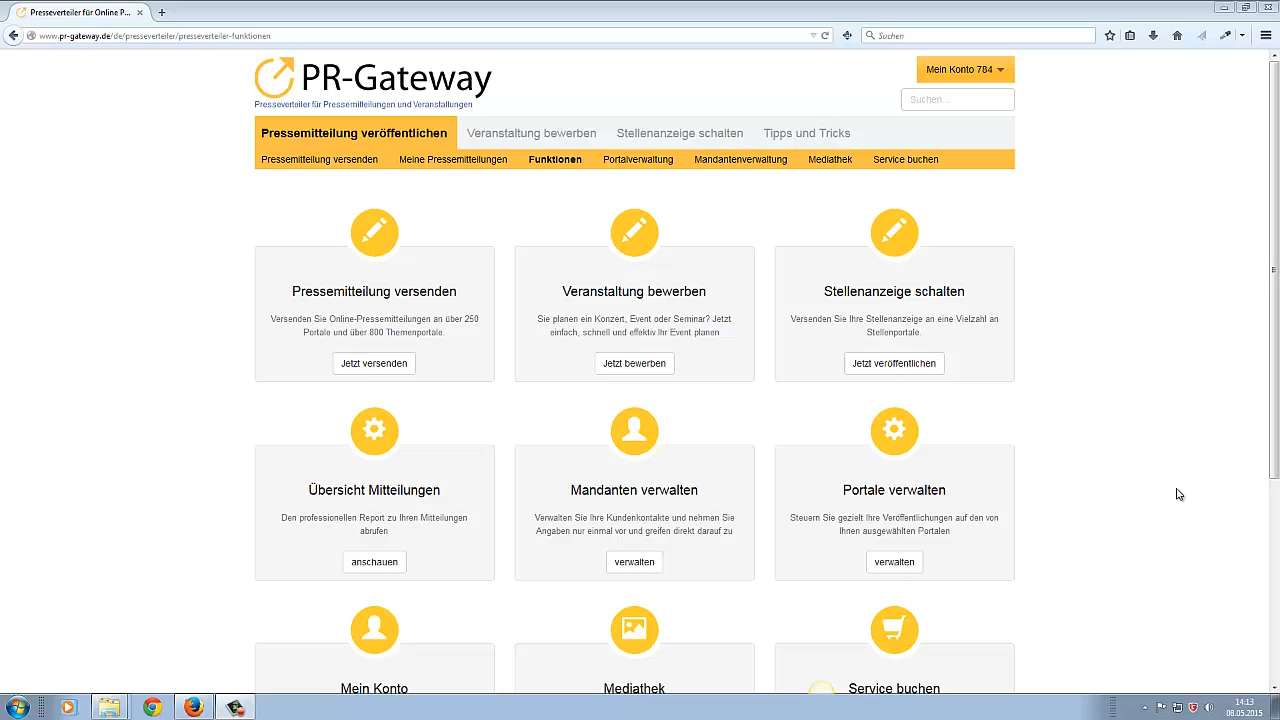 Presseverteiler für Online P...
www.pr-gateway.de/de/presseverteiler/presseverteiler-funktionen
Suchen
PR-Gateway
Presseverteiler für Pressemitteilungen und Veranstaltungen
Mein Konto 784
Suchen...
Pressemitteilung veröffentlichen Veranstaltung bewerben Stellenanzeige schalten Tipps und Tricks
Pressemitteilung versenden Meine Pressemitteilungen Funktionen Portalverwaltung Mandantenverwaltung Mediathek Service buchen
Pressemitteilung versenden
Versenden Sie Online-Pressemitteilungen an über 250
Portale und über 800 Themenportale.
Jetzt versenden
Veranstaltung bewerben
Sie planen ein Konzert, Event oder Seminar? Jetzt
einfach, schnell und effektiv Ihr Event planen
Jetzt bewerben
Stellenanzeige schalten
Versenden Sie Ihre Stellenanzeige an eine Vielzahl an
Stellenportale.
Jetzt veröffentlichen
Übersicht Mitteilungen
Den professionellen Report zu Ihren Mitteilungen
abrufen
anschauen
Mandanten verwalten
Verwalten Sie Ihre Kundenkontakte und nehmen Sie
Angaben nur einmal vor und greifen direkt darauf zu
verwalten
Portale verwalten
Steuern Sie gezielt Ihre Veröffentlichungen auf den von
Ihnen ausgewählten Portalen
verwalten
Mein Konto
Mediathek
Service buchen
14:13
08.05.2015